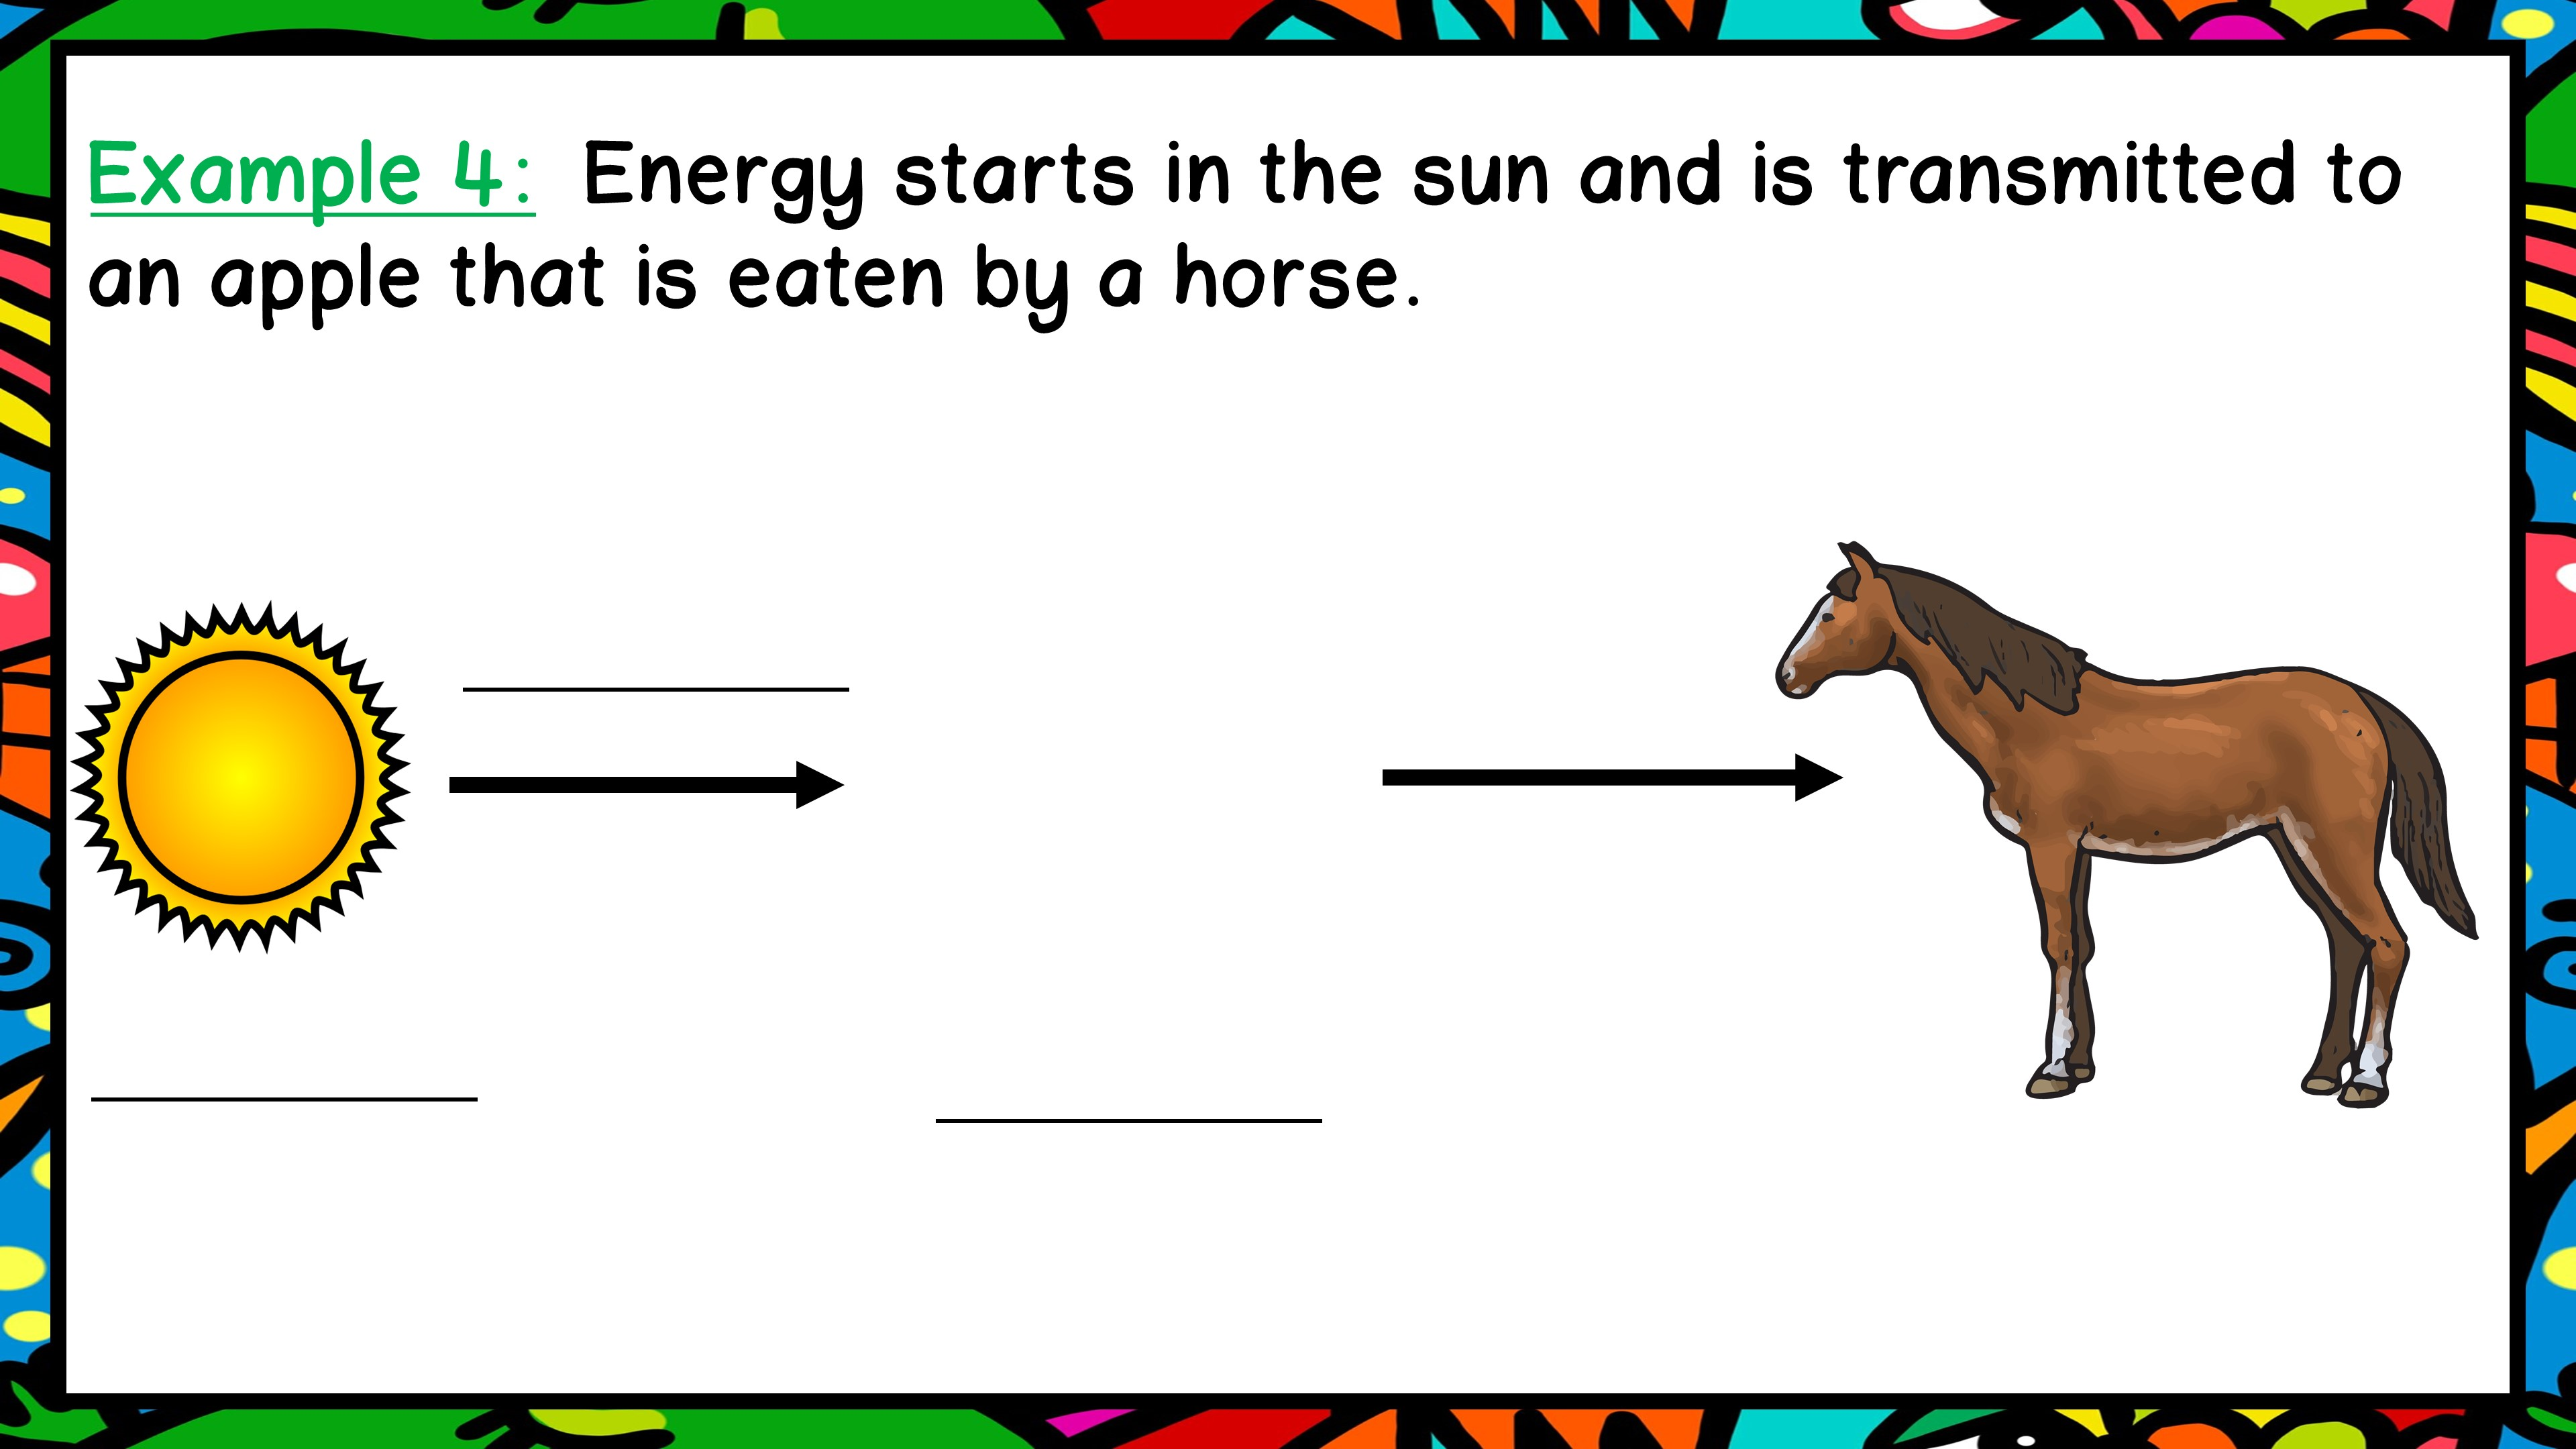 Example 4: Energy starts in the sun and is transmitted to
an apple that is eaten by a horse.